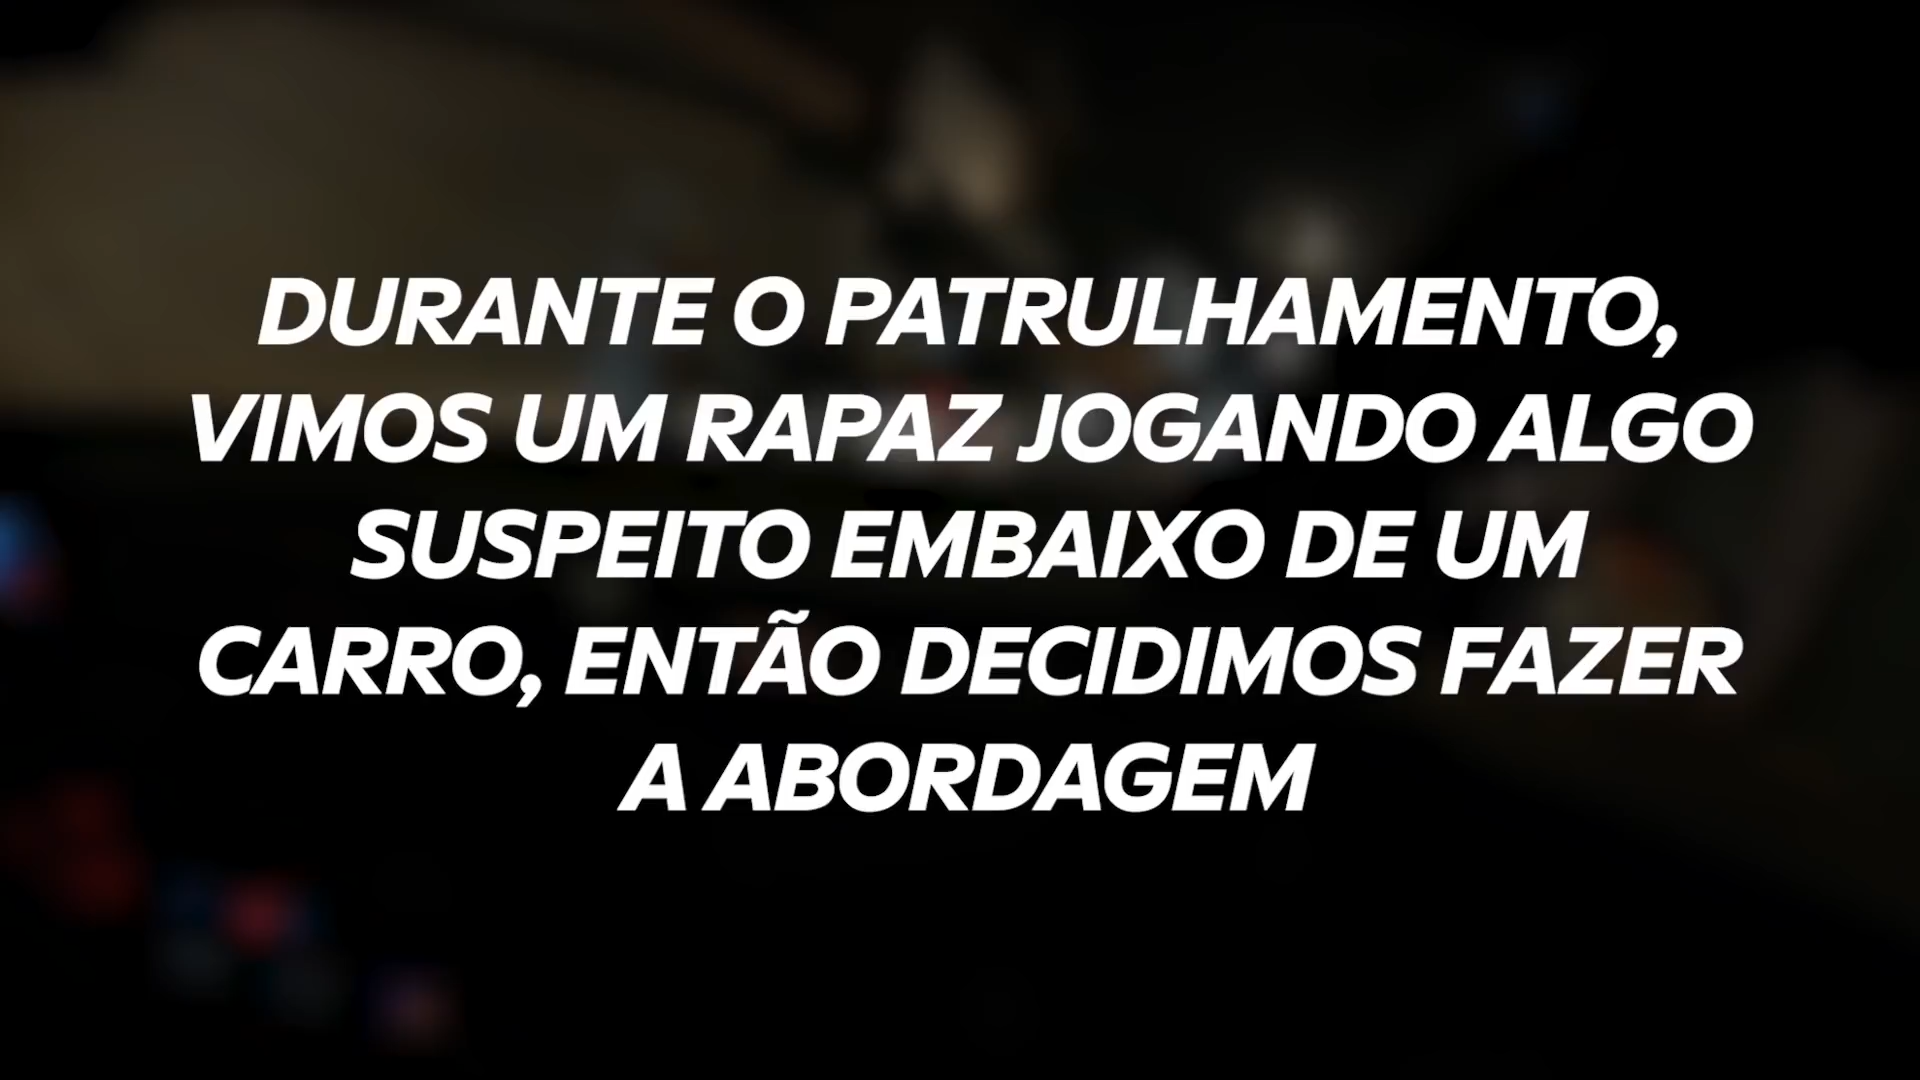 DURANTE O PATRULHAMENTO,
VIMOS UM RAPAZ JOGANDO ALGO
SUSPEITO EMBAIXO DE UM
CARRO, ENTÃO DECIDIMOS FAZER
A ABORDAGEM